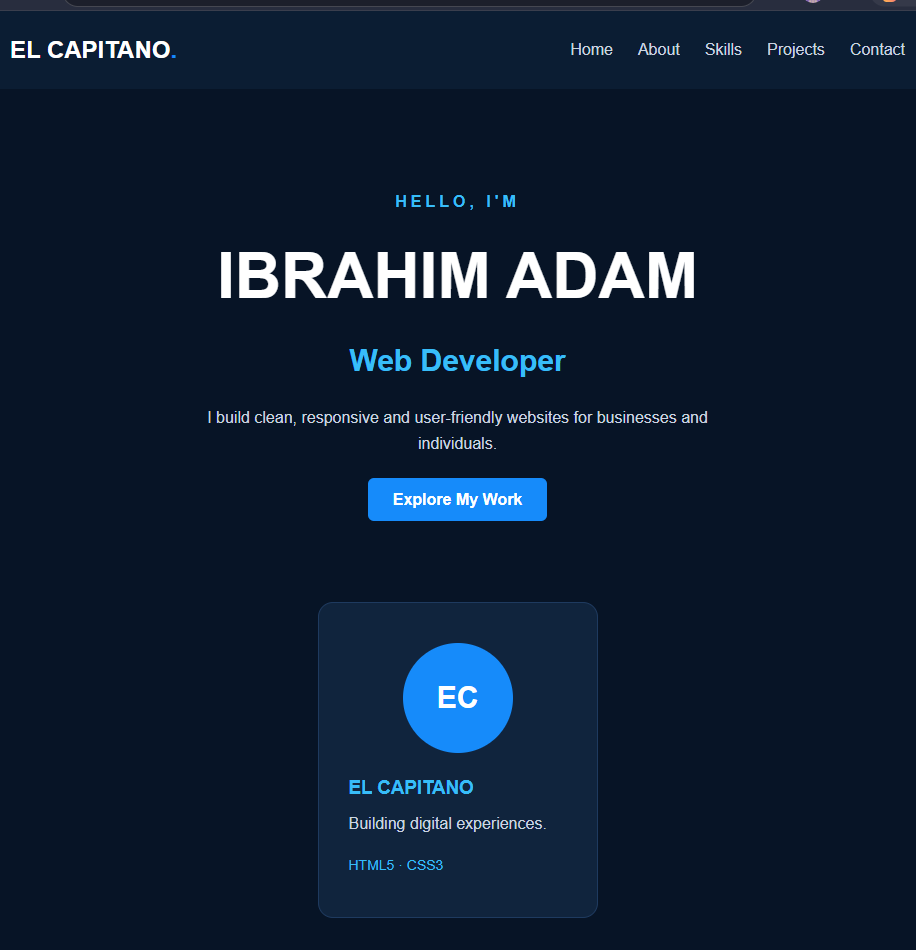 EL CAPITANO.
Home About Skills Projects Contact
HELLO, I'M
IBRAHIM ADAM
Web Developer
I build clean, responsive and user-friendly websites for businesses and
individuals.
Explore My Work
EC
EL CAPITANO
Building digital experiences.
HTML5 · CSS3